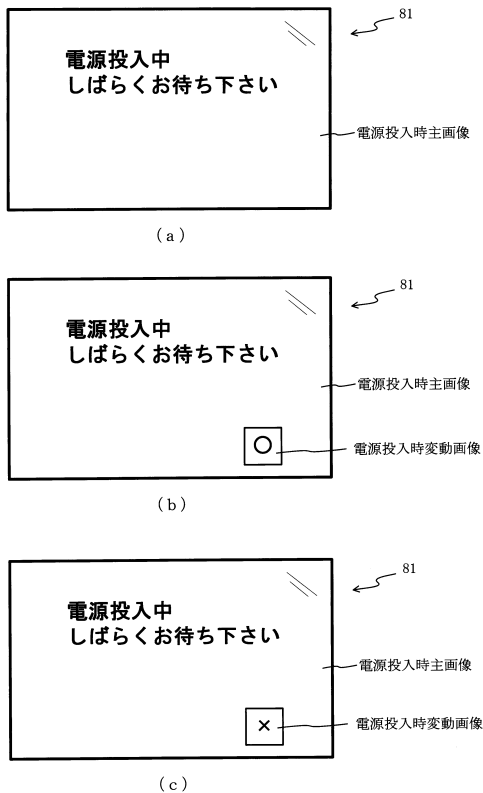 81
電源投入中
しばらくお待ち下さい
電源投入時主画像
(a)
81
電源投入中
しばらくお待ち下さい
電源投入時主画像
○
電源投入時変動画像
(b)
81
電源投入中
しばらくお待ち下さい
電源投入時主画像
×
電源投入時変動画像
(c)